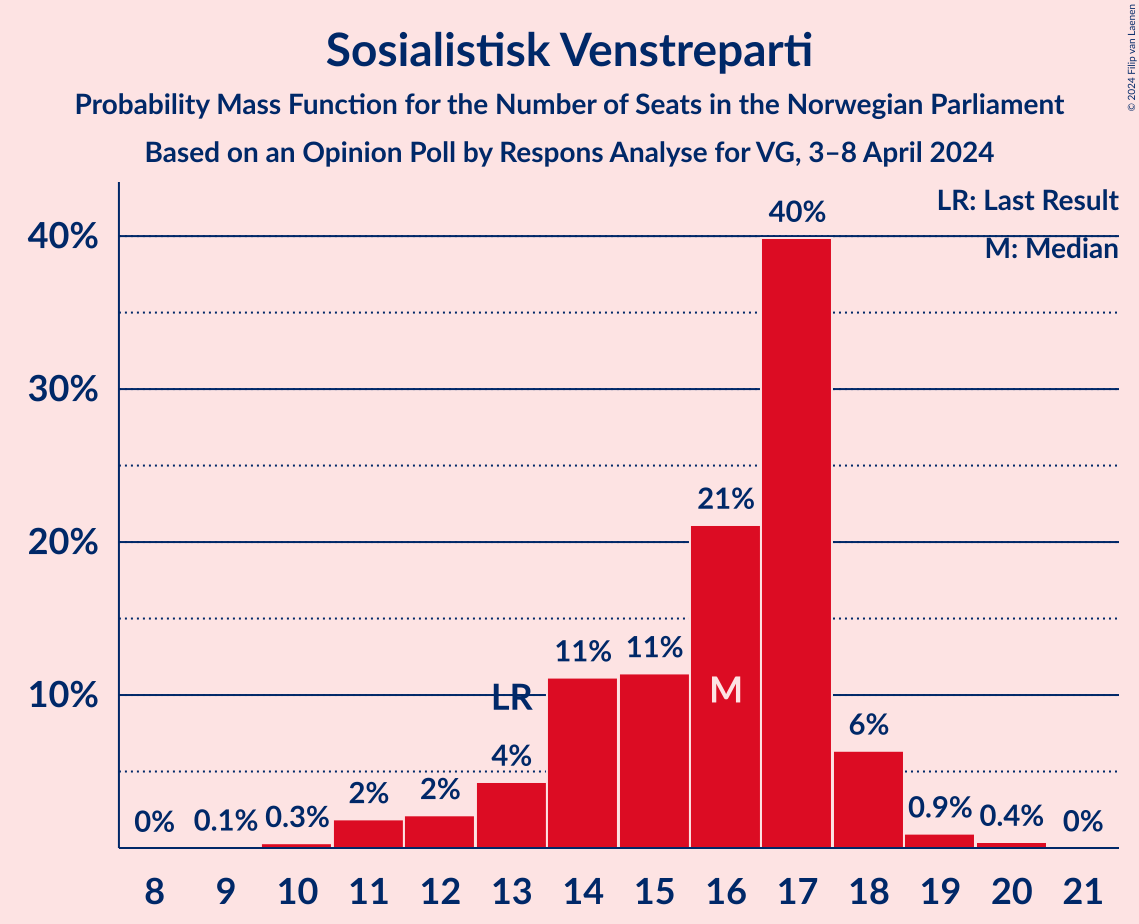 Sosialistisk Venstreparti
Probability Mass Function for the Number of Seats in the Norwegian Parliament
Based on an Opinion Poll by Respons Analyse for VG, 3–8 April 2024
© 2024 Filip van Laenen
LR: Last Result
M: Median
40%
30%
20%
10%
0%
0.1%
0.3%
2%
2%
4%
LR
11%
11%
21%
M
40%
6%
0.9%
0.4%
0%
8 9 10 11 12 13 14 15 16 17 18 19 20 21